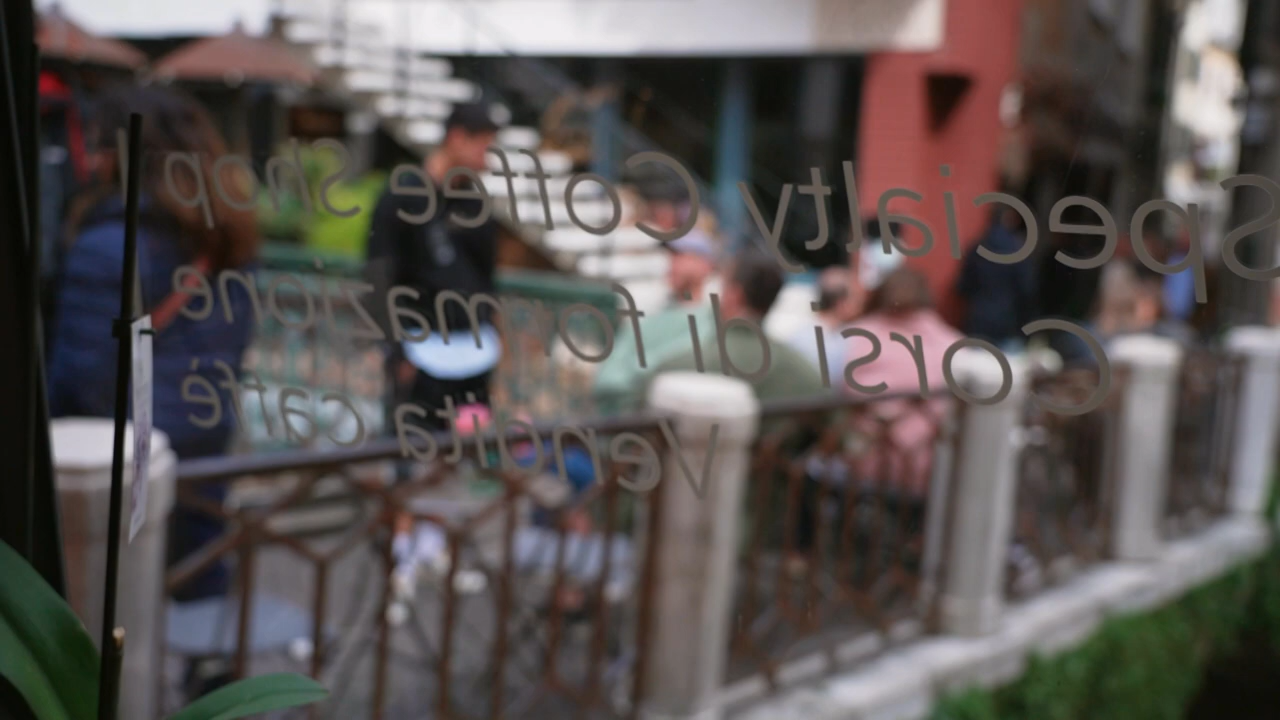 Specialty Coffee Shop
Corsi di formazione
Vendita caffè